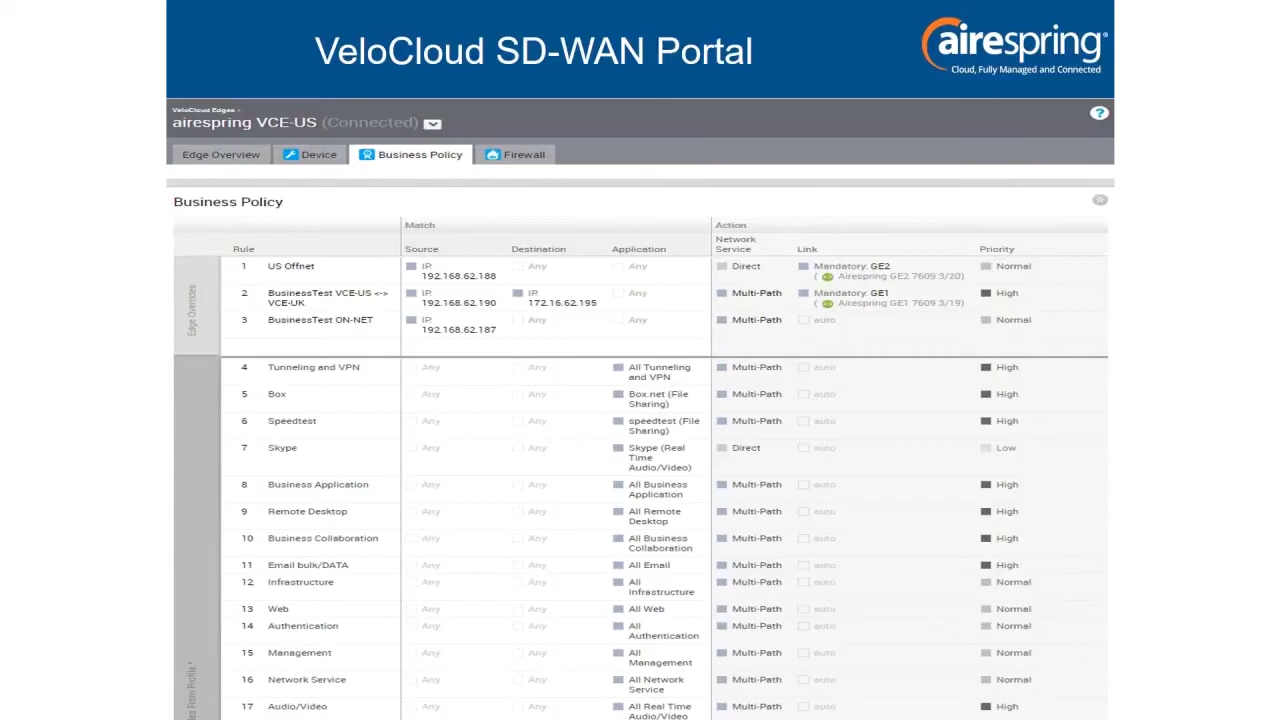 VeloCloud SD-WAN Portal
airespring®
Cloud, Fully Managed and Connected
VeloCloud Edges
airespring VCE-US (Connected)
?
Edge Overview Device Business Policy Firewall
Business Policy
Match Action
Rule Source Destination Application Network Service Link Priority
Edge Overrides
1 US Offnet IP: 192.168.62.188 Any Any Direct Mandatory: GE2 Normal
( Airespring GE2 7609 3/20)
2 BusinessTest VCE-US <-> VCE-UK IP: 192.168.62.190 IP: 172.16.62.195 Any Multi-Path Mandatory: GE1 High
( Airespring GE1 7609 3/19)
3 BusinessTest ON-NET IP: 192.168.62.187 Any Any Multi-Path auto Normal
4 Tunneling and VPN Any Any All Tunneling and VPN Multi-Path auto High
5 Box Any Any Box.net (File Sharing) Multi-Path auto High
6 Speedtest Any Any speedtest (File Sharing) Multi-Path auto High
7 Skype Any Any Skype (Real Time Audio/Video) Direct auto Low
8 Business Application Any Any All Business Application Multi-Path auto High
9 Remote Desktop Any Any All Remote Desktop Multi-Path auto High
10 Business Collaboration Any Any All Business Collaboration Multi-Path auto High
11 Email bulk/DATA Any Any All Email Multi-Path auto High
12 Infrastructure Any Any All Infrastructure Multi-Path auto Normal
13 Web Any Any All Web Multi-Path auto Normal
14 Authentication Any Any All Authentication Multi-Path auto Normal
15 Management Any Any All Management Multi-Path auto Normal
16 Network Service Any Any All Network Service Multi-Path auto Normal
17 Audio/Video Any Any All Real Time Audio/Video Multi-Path auto High
From Profile *